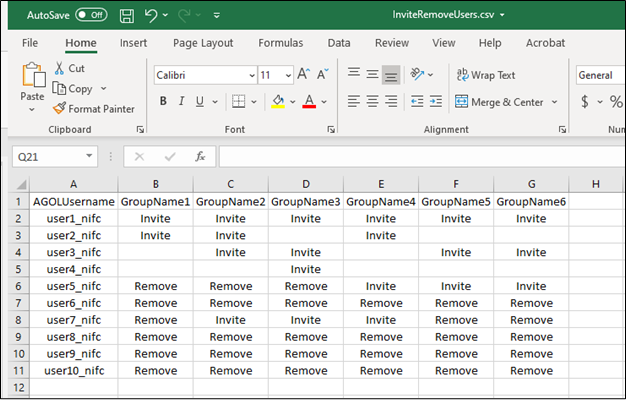 AutoSave Off InviteRemoveUsers.csv
File Home Insert Page Layout Formulas Data Review View Help Acrobat
Paste Cut Calibri 11 A A ab Wrap Text General
Copy
Format Painter B I U A Merge & Center $ %
Clipboard Font Alignment
Q21 fx
A B C D E F G H
1 AGOLUsername GroupName1 GroupName2 GroupName3 GroupName4 GroupName5 GroupName6
2 user1_nifc Invite Invite Invite Invite Invite Invite
3 user2_nifc Invite Invite Invite
4 user3_nifc Invite Invite Invite Invite
5 user4_nifc Invite
6 user5_nifc Remove Remove Remove Invite Invite Invite
7 user6_nifc Remove Remove Remove Remove Remove Remove
8 user7_nifc Remove Invite Invite Invite Remove Remove
9 user8_nifc Remove Remove Remove Remove Remove Remove
10 user9_nifc Remove Remove Remove Remove Remove Remove
11 user10_nifc Remove Remove Remove Remove Remove Remove
12